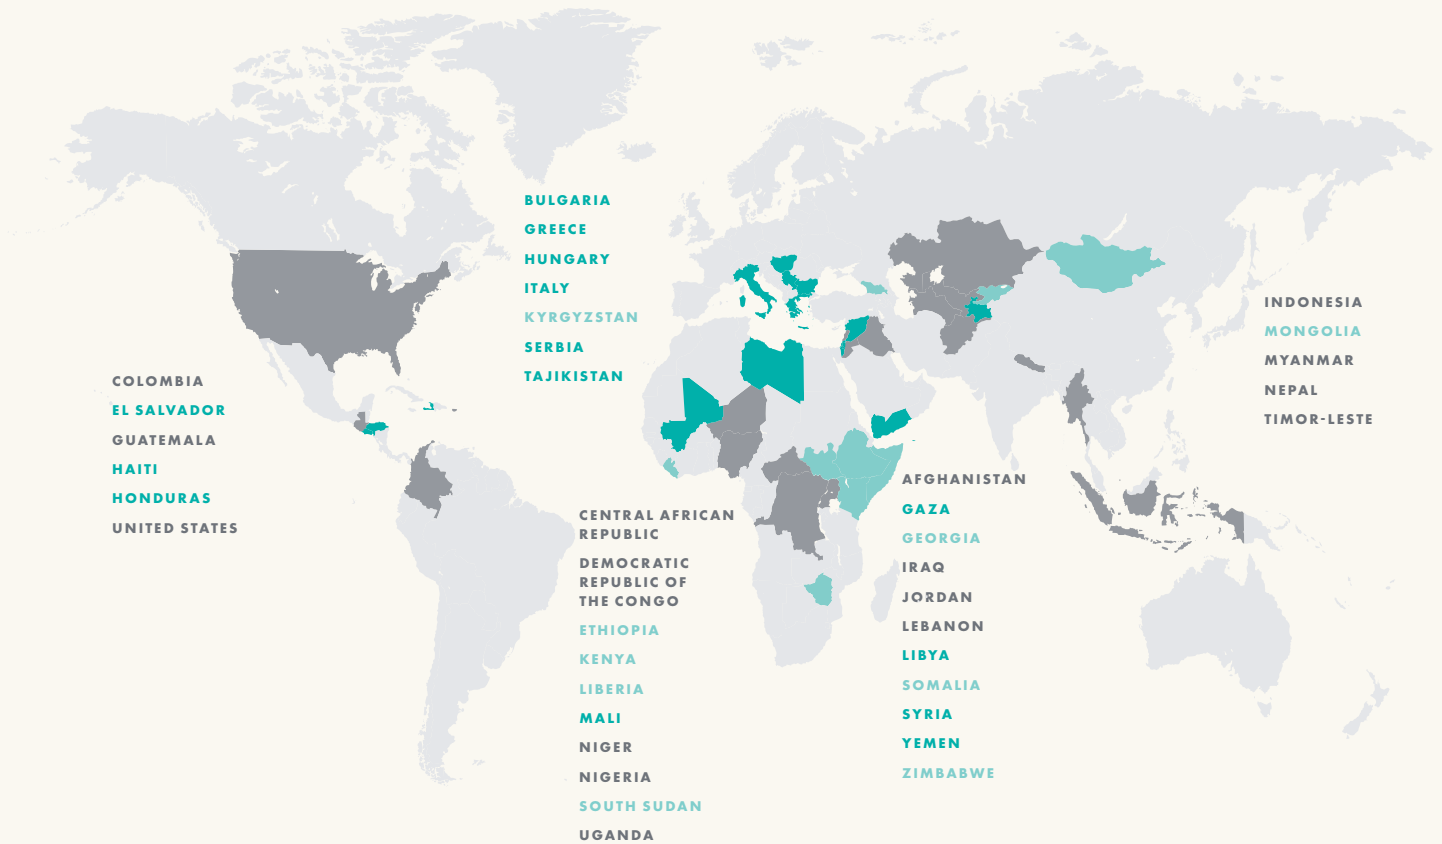 COLOMBIA
EL SALVADOR
GUATEMALA
HAITI
HONDURAS
UNITED STATES
BULGARIA
GREECE
HUNGARY
ITALY
KYRGYZSTAN
SERBIA
TAJIKISTAN
CENTRAL AFRICAN
REPUBLIC
DEMOCRATIC
REPUBLIC OF
THE CONGO
ETHIOPIA
KENYA
LIBERIA
MALI
NIGER
NIGERIA
SOUTH SUDAN
UGANDA
AFGHANISTAN
GAZA
GEORGIA
IRAQ
JORDAN
LEBANON
LIBYA
SOMALIA
SYRIA
YEMEN
ZIMBABWE
INDONESIA
MONGOLIA
MYANMAR
NEPAL
TIMOR-LESTE